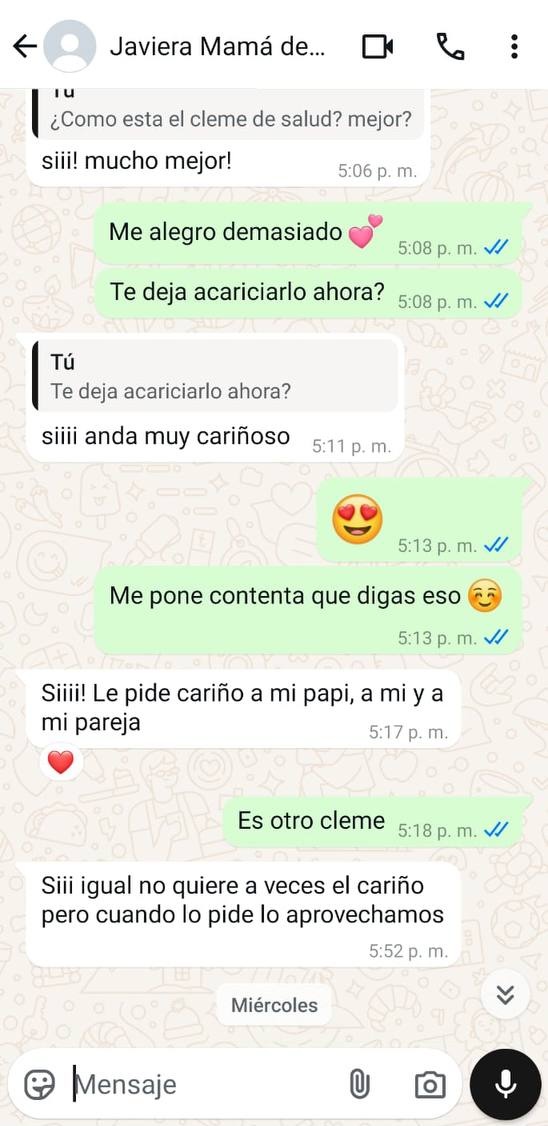 Javiera Mamá de...
Tú
¿Como esta el cleme de salud? mejor?
siii! mucho mejor!
5:06 p. m.
Me alegro demasiado 💕
5:08 p. m.
Te deja acariciarlo ahora?
5:08 p. m.
Tú
Te deja acariciarlo ahora?
siiii anda muy cariñoso
5:11 p. m.
😍
5:13 p. m.
Me pone contenta que digas eso ☺️
5:13 p. m.
Siiii! Le pide cariño a mi papi, a mi y a
mi pareja
5:17 p. m.
❤️
Es otro cleme
5:18 p. m.
Siii igual no quiere a veces el cariño
pero cuando lo pide lo aprovechamos
5:52 p. m.
Miércoles
Mensaje